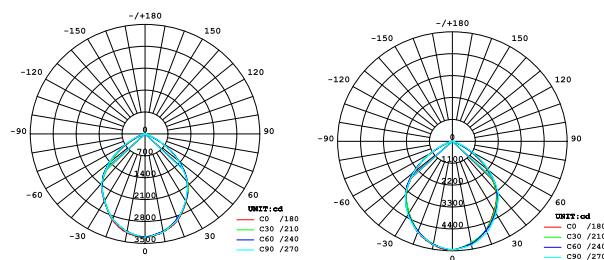 -/+180
-150 150
-120 120
-90 90
-60 60
-30 30
0
0
700
1400
2100
2800
3500
UNIT:cd
C0 /180
C30 /210
C60 /240
C90 /270
-/+180
-150 150
-120 120
-90 90
-60 60
-30 30
0
0
1100
2200
3300
4400
UNIT:cd
C0 /180
C30 /210
C60 /240
C90 /270